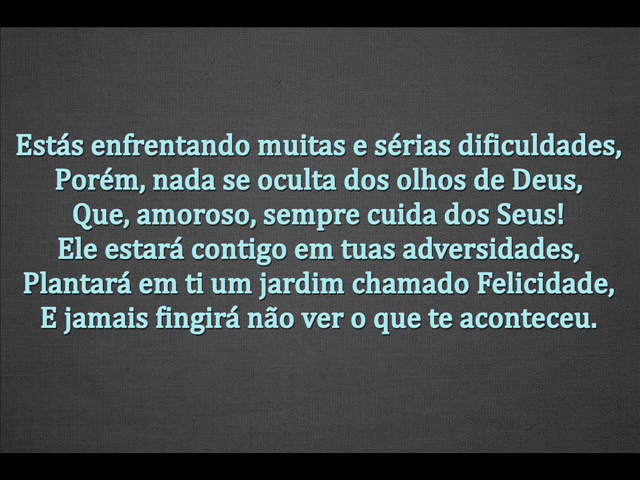 Estás enfrentando muitas e sérias dificuldades,
Porém, nada se oculta dos olhos de Deus,
Que, amoroso, sempre cuida dos Seus!
Ele estará contigo em tuas adversidades,
Plantará em ti um jardim chamado Felicidade,
E jamais fingirá não ver o que te aconteceu.